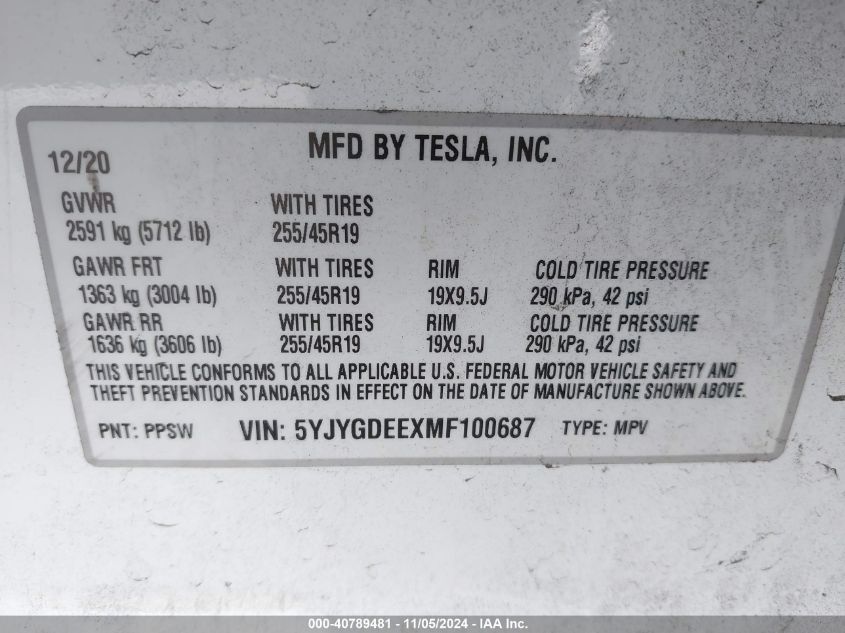 MFD BY TESLA, INC.
12/20
GVWR WITH TIRES
2591 kg (5712 lb) 255/45R19
GAWR FRT WITH TIRES RIM COLD TIRE PRESSURE
1363 kg (3004 lb) 255/45R19 19X9.5J 290 kPa, 42 psi
GAWR RR WITH TIRES RIM COLD TIRE PRESSURE
1636 kg (3606 lb) 255/45R19 19X9.5J 290 kPa, 42 psi
THIS VEHICLE CONFORMS TO ALL APPLICABLE U.S. FEDERAL MOTOR VEHICLE SAFETY AND
THEFT PREVENTION STANDARDS IN EFFECT ON THE DATE OF MANUFACTURE SHOWN ABOVE.
PNT: PPSW VIN: 5YJYGDEEXMF100687 TYPE: MPV
000-40789481 - 11/05/2024 - IAA Inc.